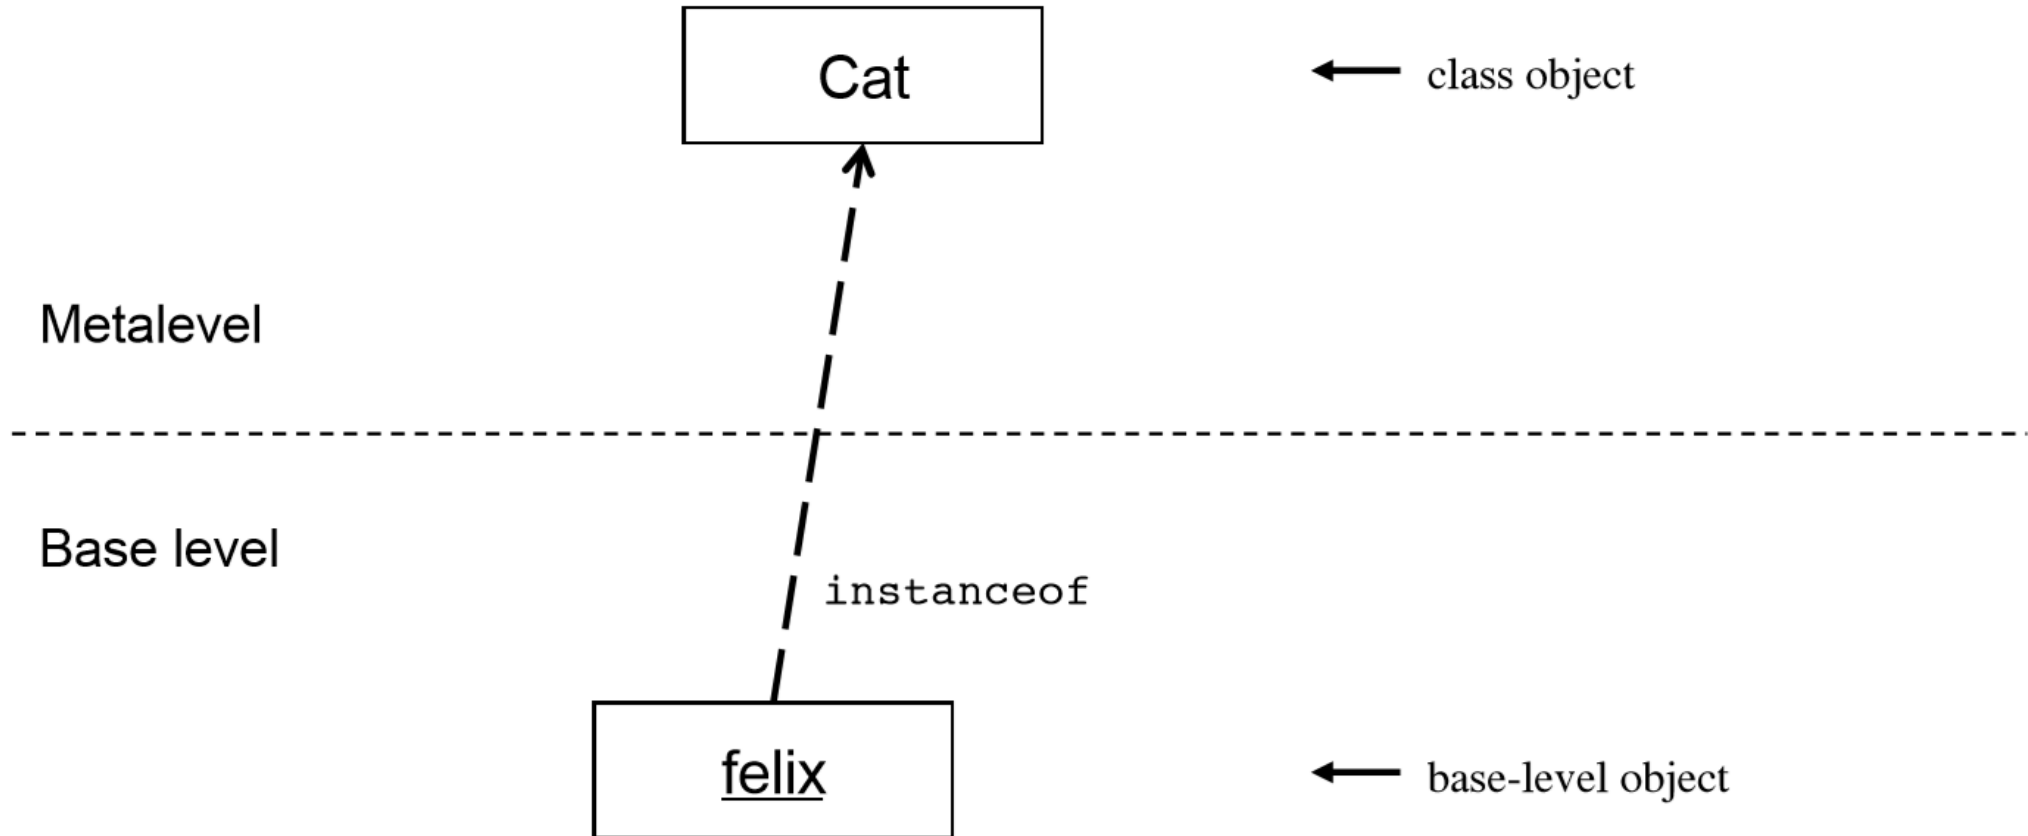 Cat
class object
Metalevel
Base level
instanceof
felix
base-level object